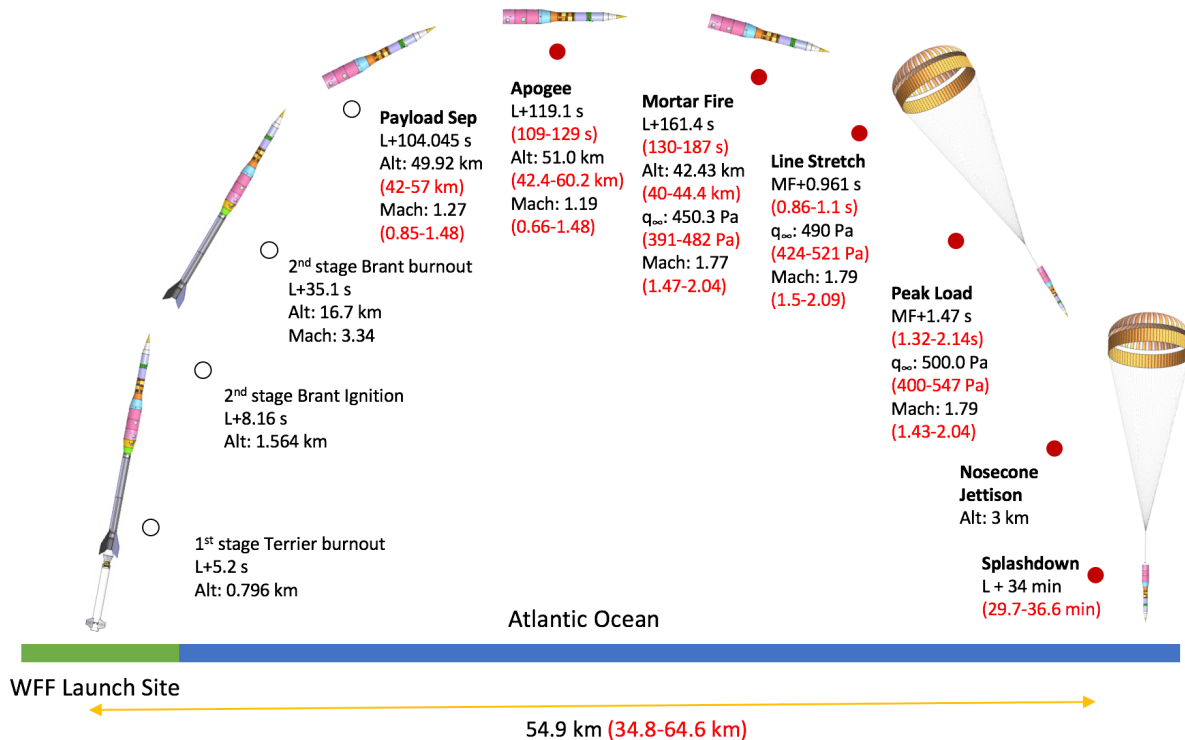 Payload Sep
L+104.045 s
Alt: 49.92 km
(42-57 km)
Mach: 1.27
(0.85-1.48)
Apogee
L+119.1 s
(109-129 s)
Alt: 51.0 km
(42.4-60.2 km)
Mach: 1.19
(0.66-1.48)
Mortar Fire
L+161.4 s
(130-187 s)
Alt: 42.43 km
(40-44.4 km)
q∞: 450.3 Pa
(391-482 Pa)
Mach: 1.77
(1.47-2.04)
Line Stretch
MF+0.961 s
(0.86-1.1 s)
q∞: 490 Pa
(424-521 Pa)
Mach: 1.79
(1.5-2.09)
2nd stage Brant burnout
L+35.1 s
Alt: 16.7 km
Mach: 3.34
Peak Load
MF+1.47 s
(1.32-2.14s)
q∞: 500.0 Pa
(400-547 Pa)
Mach: 1.79
(1.43-2.04)
2nd stage Brant Ignition
L+8.16 s
Alt: 1.564 km
Nosecone
Jettison
Alt: 3 km
1st stage Terrier burnout
L+5.2 s
Alt: 0.796 km
Splashdown
L + 34 min
(29.7-36.6 min)
Atlantic Ocean
WFF Launch Site
54.9 km (34.8-64.6 km)